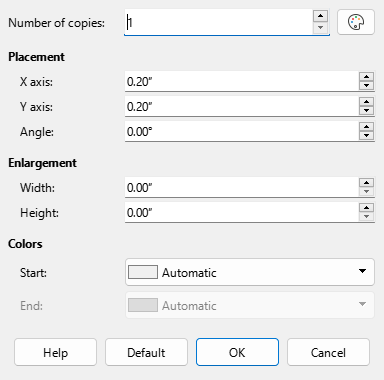 Number of copies: 1
Placement
X axis: 0.20″
Y axis: 0.20″
Angle: 0.00°
Enlargement
Width: 0.00″
Height: 0.00″
Colors
Start: Automatic
End: Automatic
Help Default OK Cancel